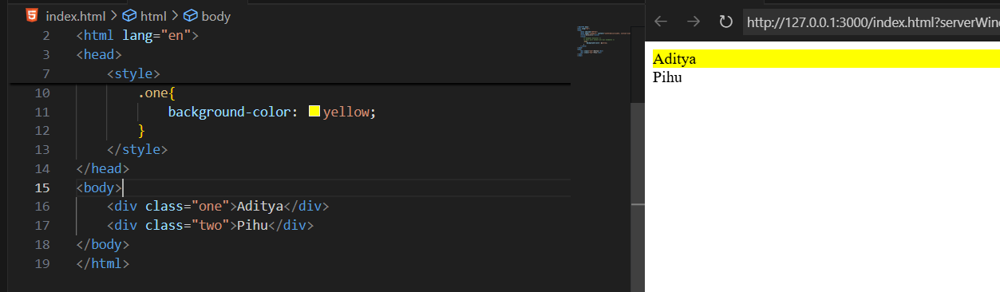 index.html > html > body
2 <html lang="en">
3 <head>
7 <style>
10 .one{
11 background-color: yellow;
12 }
13 </style>
14 </head>
15 <body>
16 <div class="one">Aditya</div>
17 <div class="two">Pihu</div>
18 </body>
19 </html>
http://127.0.0.1:3000/index.html?serverWin
Aditya
Pihu